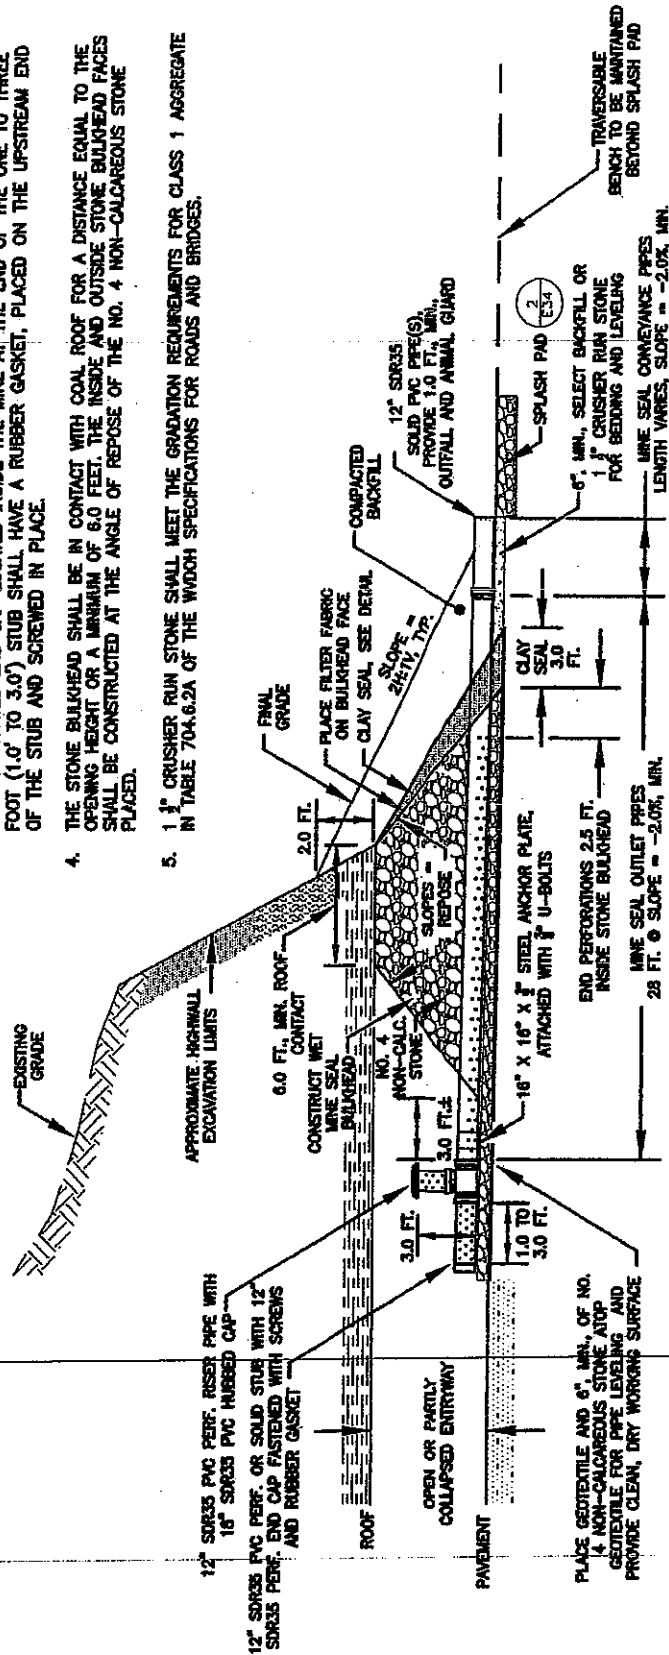 FOOT (1.0' TO 3.0') STUB SHALL HAVE A RUBBER GASKET, PLACED ON THE UPSTREAM END
OF THE STUB AND SCREWED IN PLACE.
4. THE STONE BULKHEAD SHALL BE IN CONTACT WITH COAL ROOF FOR A DISTANCE EQUAL TO THE
OPENING HEIGHT OR A MINIMUM OF 6.0 FEET. THE INSIDE AND OUTSIDE STONE BULKHEAD FACES
SHALL BE CONSTRUCTED AT THE ANGLE OF REPOSE OF THE NO. 4 NON-CALCAREOUS STONE
PLACED.
5. 1 ½" CRUSHER RUN STONE SHALL MEET THE GRADATION REQUIREMENTS FOR CLASS 1 AGGREGATE
IN TABLE 704.6.2A OF THE WVDOH SPECIFICATIONS FOR ROADS AND BRIDGES.
EXISTING
GRADE
APPROXIMATE HIGHWALL
EXCAVATION LIMITS
6.0 FT., MIN. ROOF
CONTACT
CONSTRUCT WET
MINE SEAL
BULKHEAD
NO. 4
NON-CALC.
STONE
3.0 FT.±
2.0 FT.
FINAL
GRADE
SLOPE =
2H:1V, TYP.
PLACE FILTER FABRIC
ON BULKHEAD FACE
CLAY SEAL, SEE DETAIL
COMPACTED
BACKFILL
SLOPES =
REPOSE
12" SDR35
SOLID PVC PIPE(S),
PROVIDE 1.0 FT., MIN.,
OUTFALL AND ANIMAL GUARD
2
E34
SPLASH PAD
TRAVERSABLE
BENCH TO BE MAINTAINED
BEYOND SPLASH PAD
6", MIN., SELECT BACKFILL OR
1 ½" CRUSHER RUN STONE
FOR BEDDING AND LEVELING
CLAY
SEAL
3.0
FT.
MINE SEAL CONVEYANCE PIPES
LENGTH VARIES, SLOPE = -2.0%, MIN.
12" SDR35 PVC PERF. RISER PIPE WITH
18" SDR35 PVC HUBBED CAP
12" SDR35 PVC PERF. OR SOLID STUB WITH 12"
SDR35 PERF. END CAP FASTENED WITH SCREWS
AND RUBBER GASKET
ROOF
OPEN OR PARTLY
COLLAPSED ENTRYWAY
PAVEMENT
3.0 FT.
1.0 TO
3.0 FT.
PLACE GEOTEXTILE AND 6", MIN., OF NO.
4 NON-CALCAREOUS STONE ATOP
GEOTEXTILE FOR PIPE LEVELING AND
PROVIDE CLEAN, DRY WORKING SURFACE
STEEL ANCHOR PLATE,
U-BOLTS
ATTACHED WITH
END PERFORATIONS 2.5 FT.
INSIDE STONE BULKHEAD
MINE SEAL OUTLET PIPES
28 FT. @ SLOPE = -2.0%, MIN.